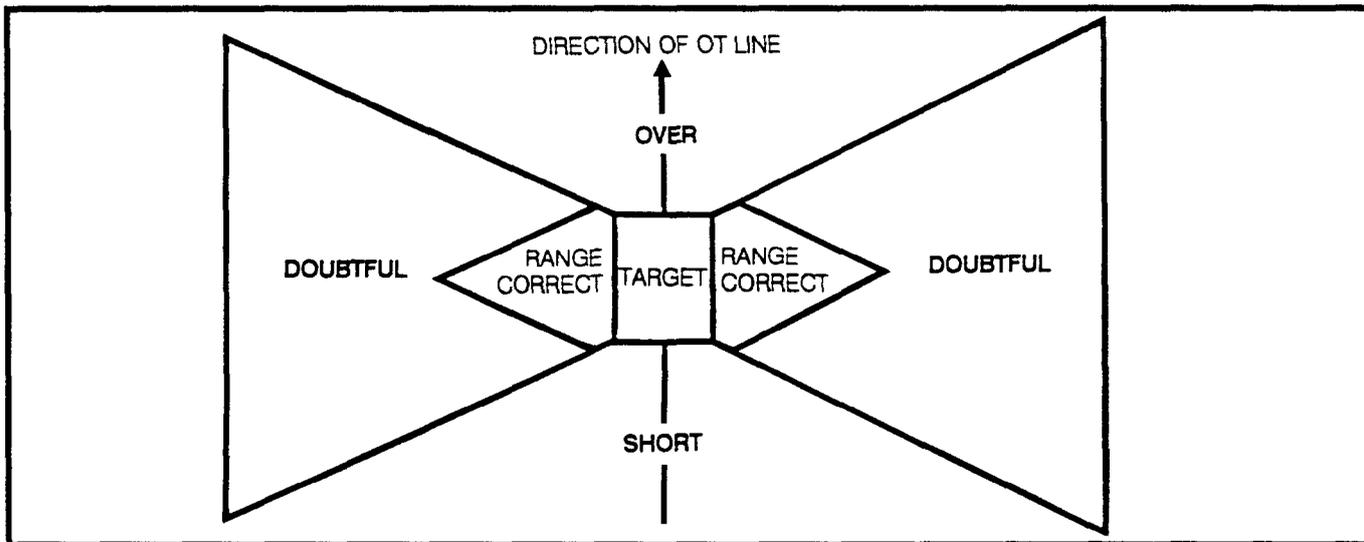 DIRECTION OF OT LINE
OVER
DOUBTFUL
RANGE
CORRECT
TARGET
RANGE
CORRECT
DOUBTFUL
SHORT